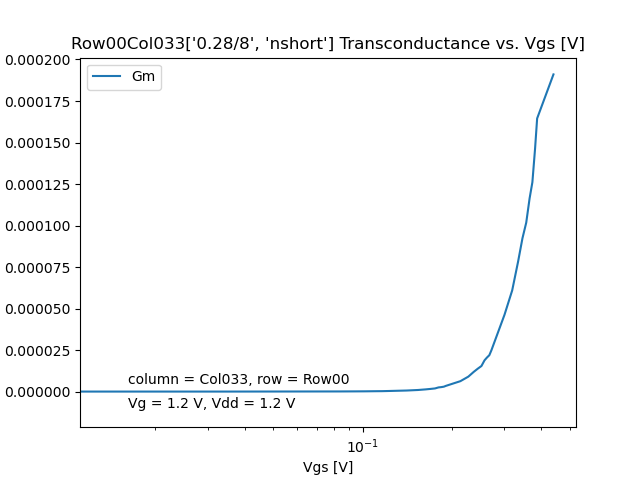 Row00Col033['0.28/8', 'nshort'] Transconductance vs. Vgs [V]
0.000200
Gm
0.000175
0.000150
0.000125
0.000100
0.000075
0.000050
0.000025
column = Col033, row = Row00
0.000000
Vg = 1.2 V, Vdd = 1.2 V
10⁻¹
Vgs [V]